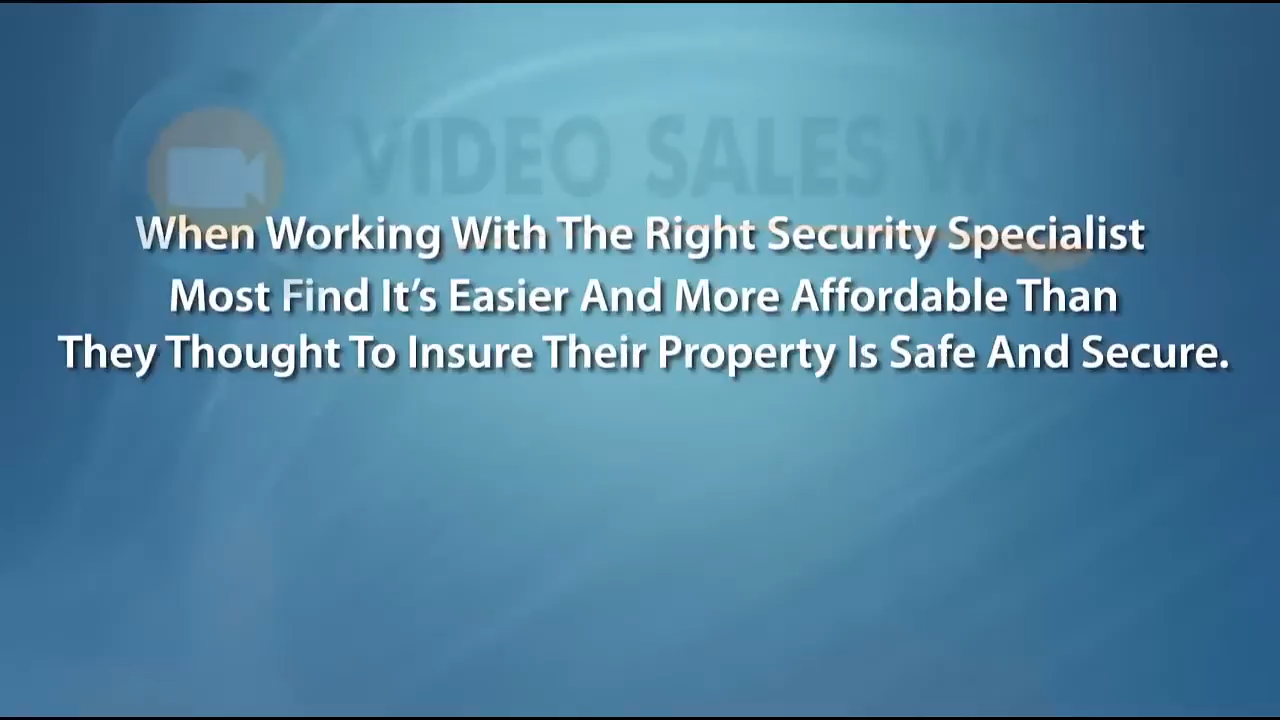 VIDEO SALES
When Working With The Right Security Specialist
Most Find It’s Easier And More Affordable Than
They Thought To Insure Their Property Is Safe And Secure.